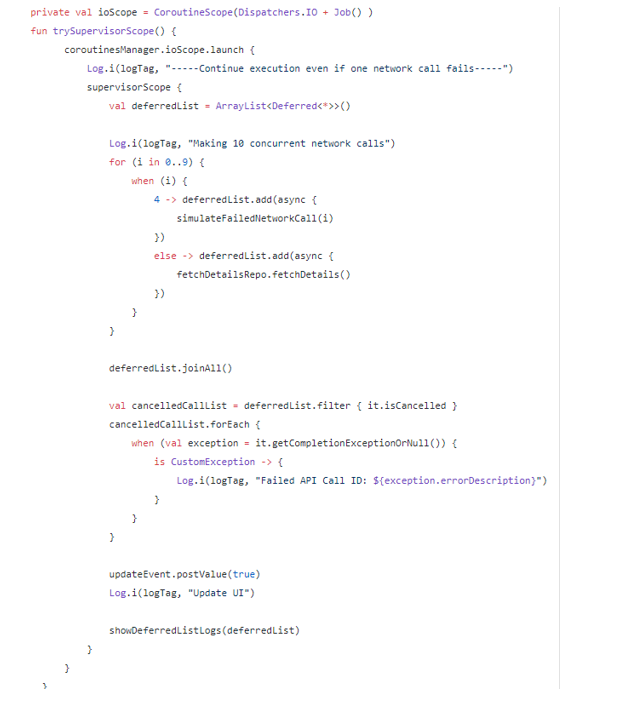 private val ioScope = CoroutineScope(Dispatchers.IO + Job() )
fun trySupervisorScope() {
coroutinesManager.ioScope.launch {
Log.i(logTag, "-----Continue execution even if one network call fails-----")
supervisorScope {
val deferredList = ArrayList<Deferred<*>>()
Log.i(logTag, "Making 10 concurrent network calls")
for (i in 0..9) {
when (i) {
4 -> deferredList.add(async {
simulateFailedNetworkCall(i)
})
else -> deferredList.add(async {
fetchDetailsRepo.fetchDetails()
})
}
}
deferredList.joinAll()
val cancelledCallList = deferredList.filter { it.isCancelled }
cancelledCallList.forEach {
when (val exception = it.getCompletionExceptionOrNull()) {
is CustomException -> {
Log.i(logTag, "Failed API Call ID: ${exception.errorDescription}")
}
}
}
updateEvent.postValue(true)
Log.i(logTag, "Update UI")
showDeferredListLogs(deferredList)
}
}
}